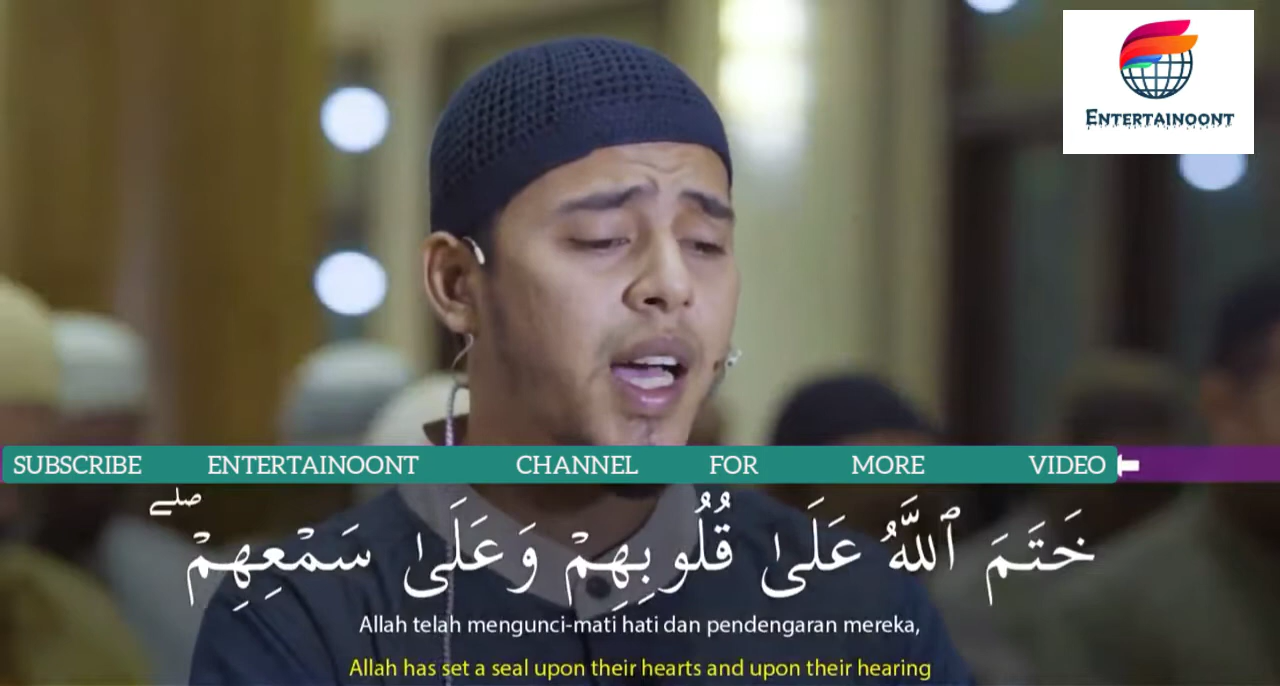 ENTERTAINOONT
SUBSCRIBE ENTERTAINOONT CHANNEL FOR MORE VIDEO
خَتَمَ ٱللَّهُ عَلَىٰ قُلُوبِهِمْ وَعَلَىٰ سَمْعِهِمْ ۖ
Allah telah mengunci-mati hati dan pendengaran mereka,
Allah has set a seal upon their hearts and upon their hearing